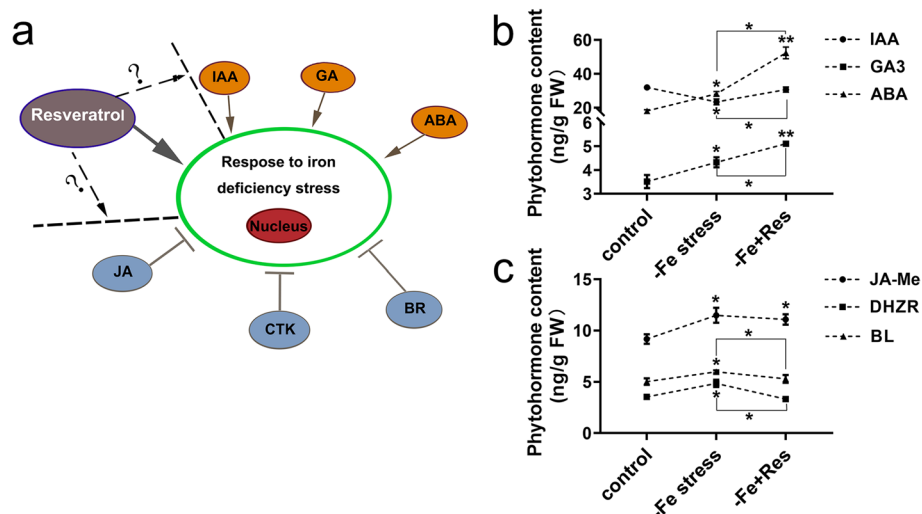 a
?
Resveratrol
IAA
GA
ABA
Respose to iron
deficiency stress
Nucleus
?
JA
CTK
BR
b
Phytohormone content
(ng/g FW)
60
40
20
6
5
4
3
*
**
*
*
*
*
**
*
control
-Fe stress
-Fe+Res
IAA
GA3
ABA
c
Phytohormone content
(ng/g FW)
15
10
5
0
*
*
*
*
*
*
control
-Fe stress
-Fe+Res
JA-Me
DHZR
BL